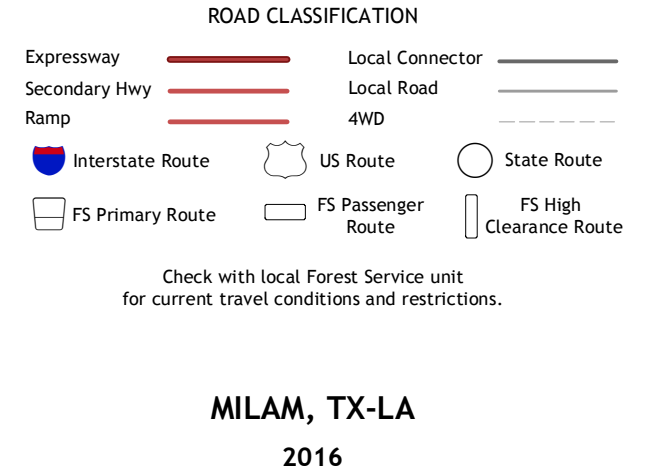 ROAD CLASSIFICATION
Expressway
Local Connector
Secondary Hwy
Local Road
Ramp
4WD
Interstate Route
US Route
State Route
FS Primary Route
FS Passenger
Route
FS High
Clearance Route
Check with local Forest Service unit
for current travel conditions and restrictions.
MILAM, TX-LA
2016